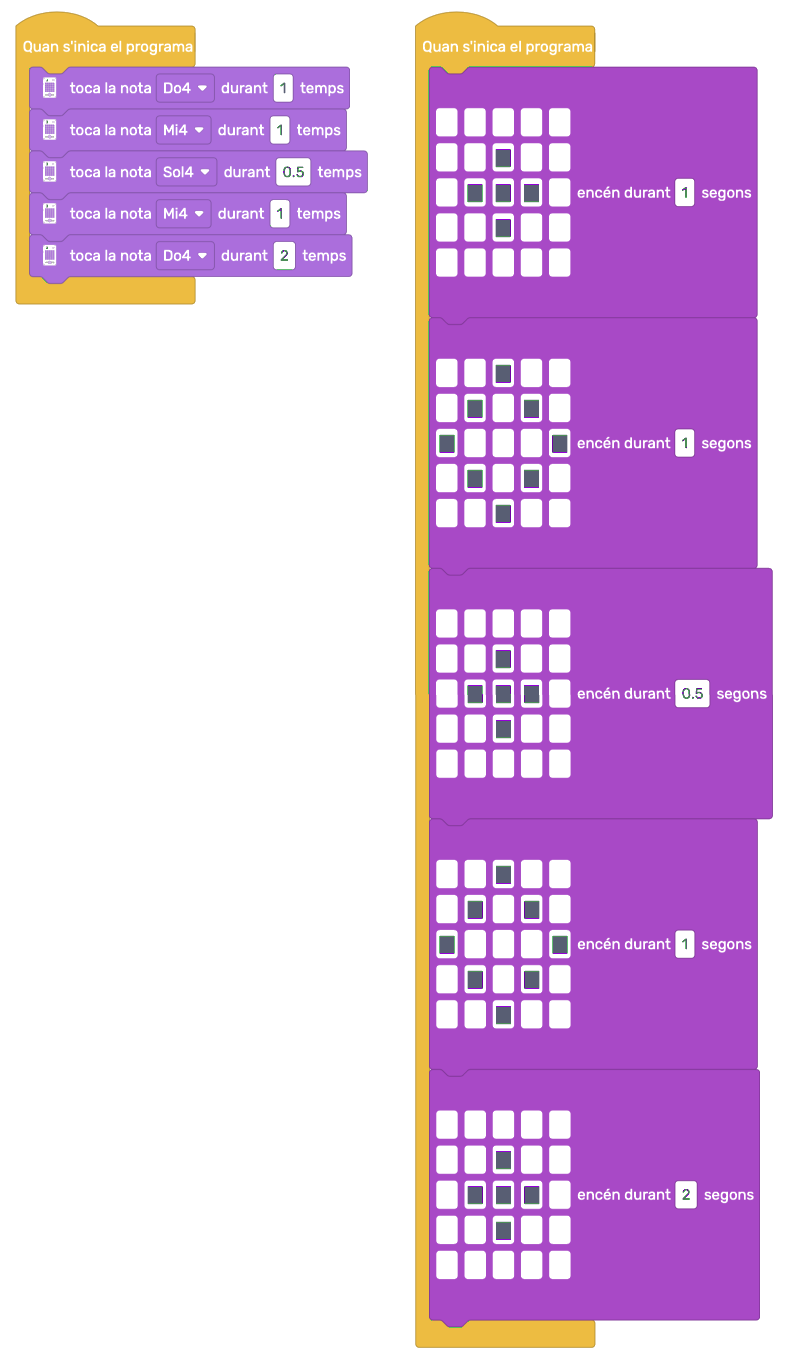 Quan s'inica el programa
toca la nota Do4 durant 1 temps
toca la nota Mi4 durant 1 temps
toca la nota Sol4 durant 0.5 temps
toca la nota Mi4 durant 1 temps
toca la nota Do4 durant 2 temps
Quan s'inica el programa
encén durant 1 segons
encén durant 1 segons
encén durant 0.5 segons
encén durant 1 segons
encén durant 2 segons